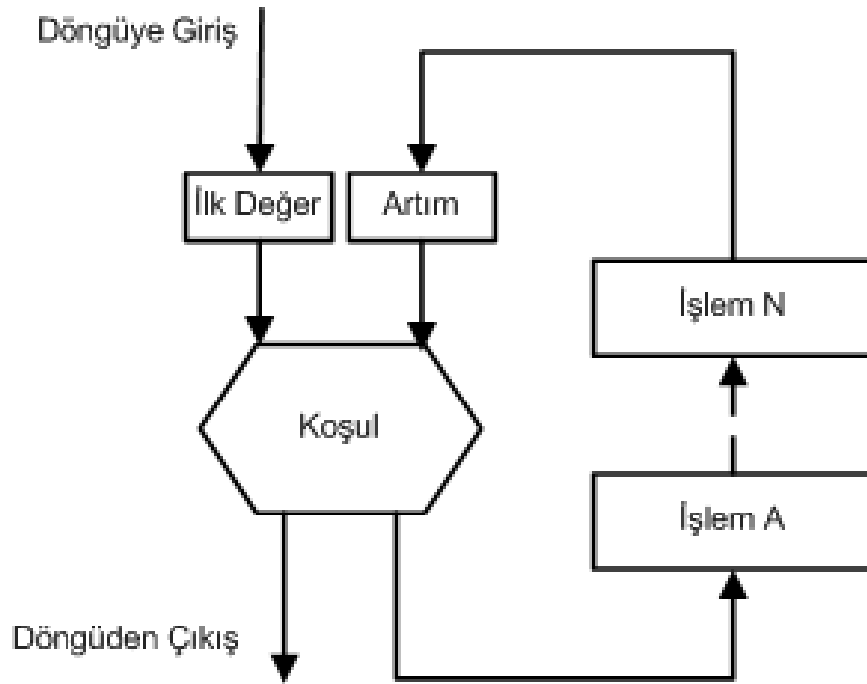 Döngüye Giriş
İlk Değer
Artım
İşlem N
Koşul
İşlem A
Döngüden Çıkış